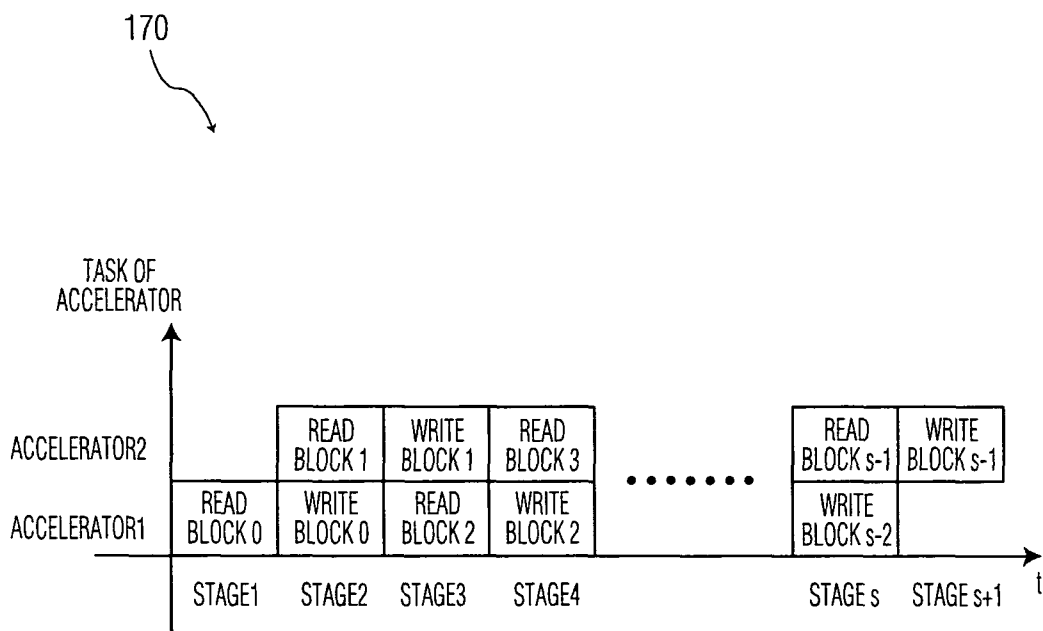 170
TASK OF
ACCELERATOR
ACCELERATOR2
READ
BLOCK 1
WRITE
BLOCK 1
READ
BLOCK 3
READ
BLOCK s-1
WRITE
BLOCK s-1
ACCELERATOR1
READ
BLOCK 0
WRITE
BLOCK 0
READ
BLOCK 2
WRITE
BLOCK 2
WRITE
BLOCK s-2
t
STAGE1
STAGE2
STAGE3
STAGE4
STAGE s
STAGE s+1